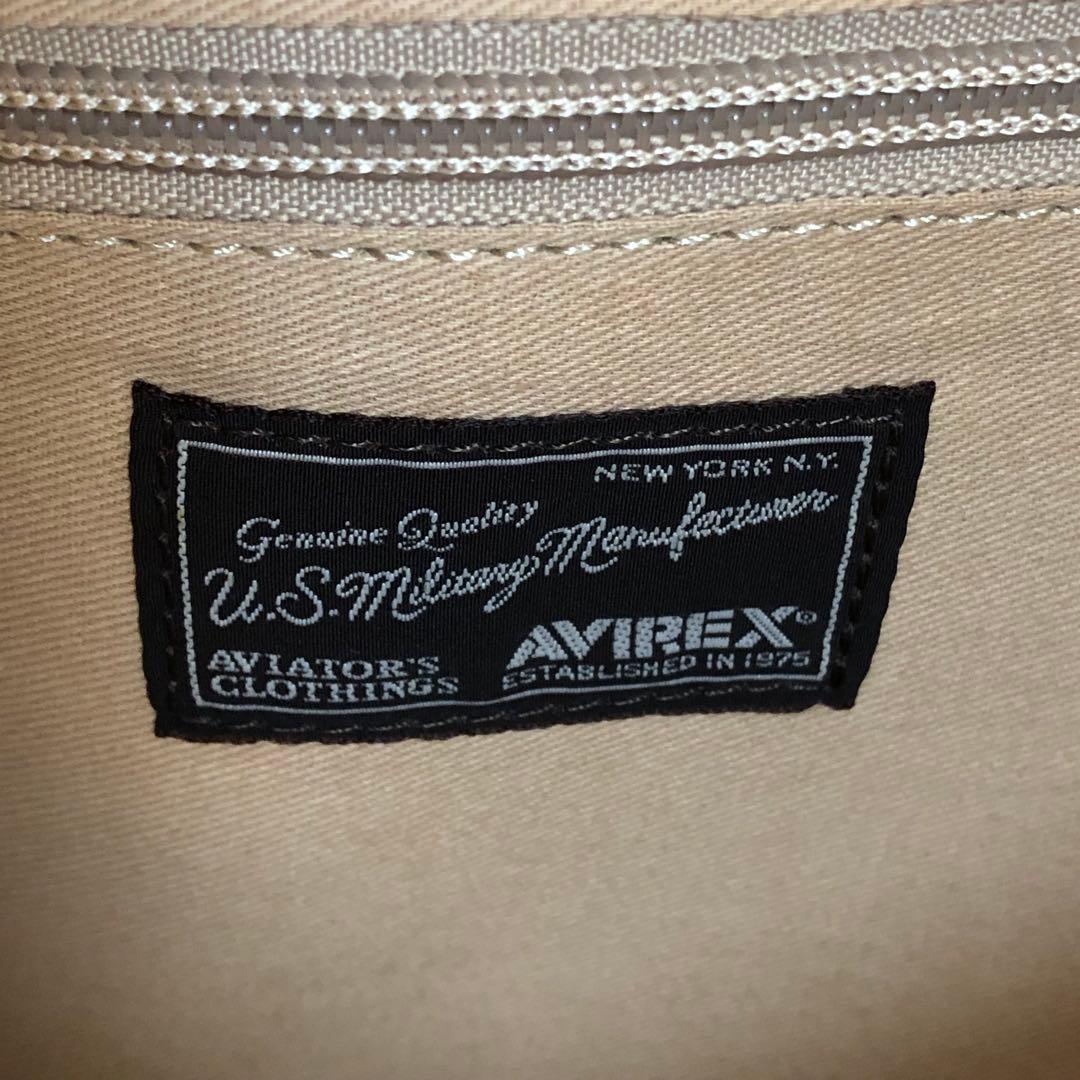 NEW YORK N.Y.
Genuine Quality
U.S. Military Manufacturer
AVIATOR'S
CLOTHINGS
AVIREX®
ESTABLISHED IN 1975